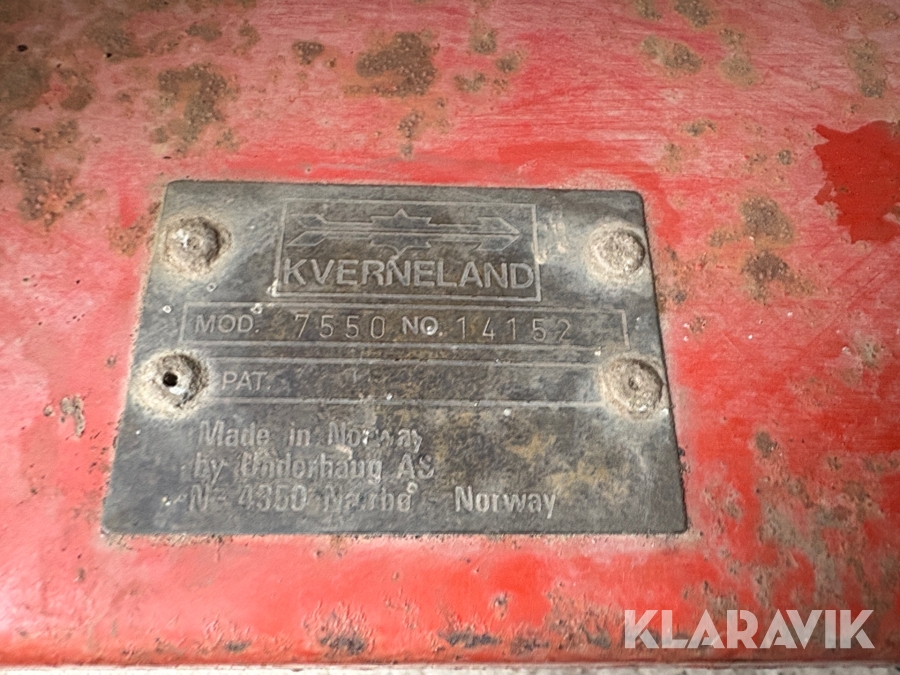 KVERNELAND
MOD. 7550 NO. 14152
PAT.
Made in Norway
by Underhaug AS
N-4350 Nærbø Norway
KLARAVIK